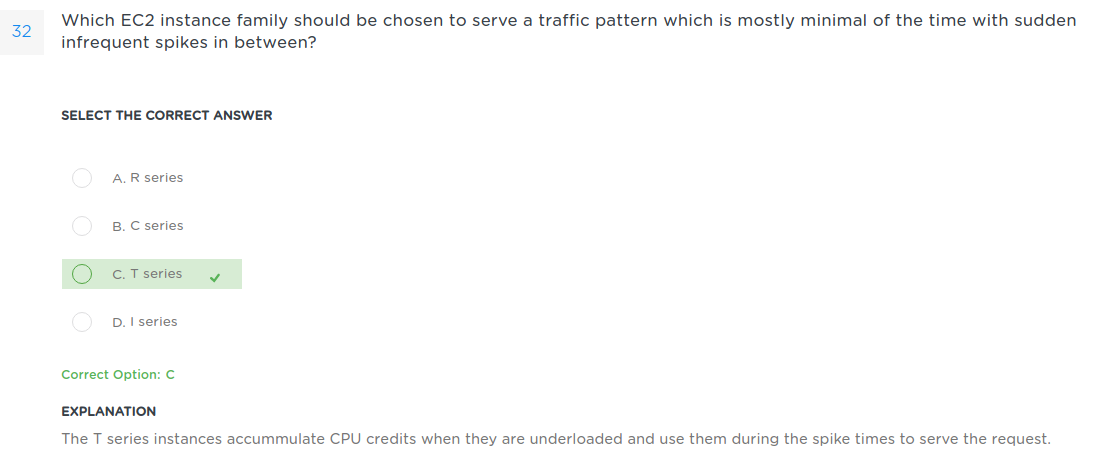 32
Which EC2 instance family should be chosen to serve a traffic pattern which is mostly minimal of the time with sudden
infrequent spikes in between?
SELECT THE CORRECT ANSWER
A. R series
B. C series
C. T series
D. I series
Correct Option: C
EXPLANATION
The T series instances accummulate CPU credits when they are underloaded and use them during the spike times to serve the request.